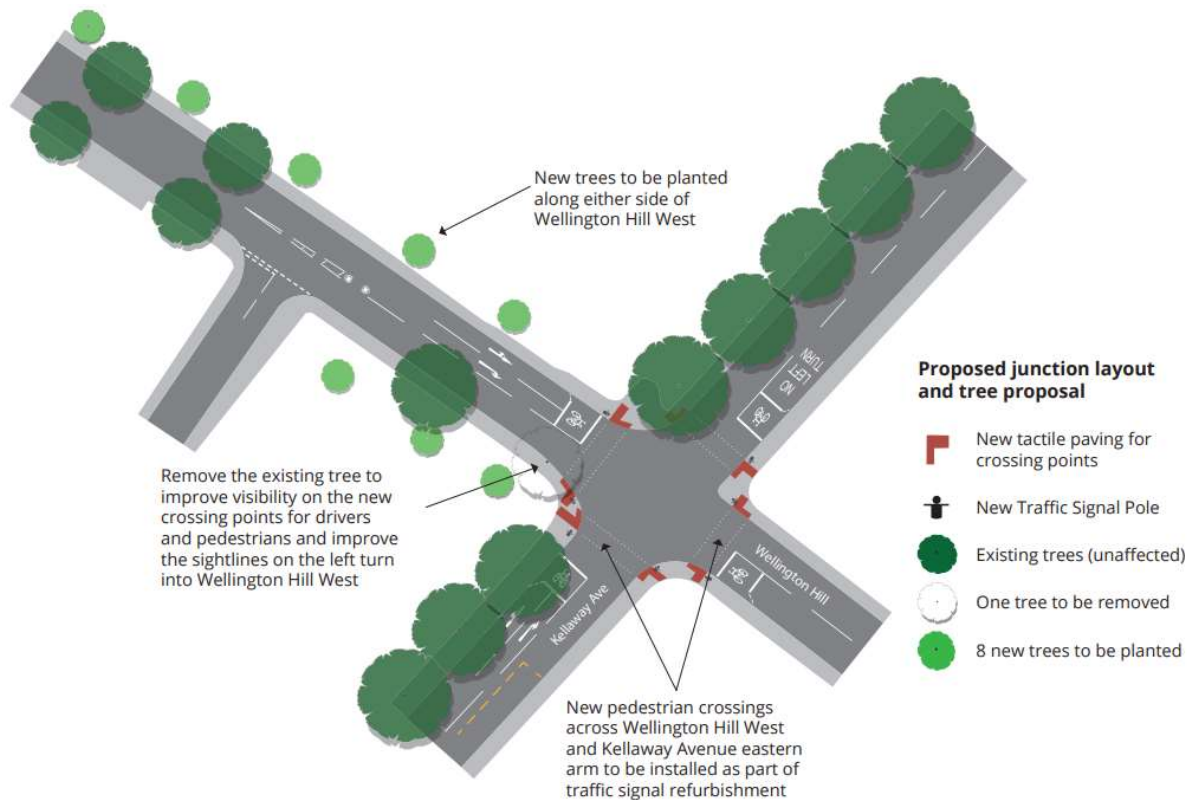 New trees to be planted
along either side of
Wellington Hill West
NO
LEFT
TURN
Proposed junction layout
and tree proposal
New tactile paving for
crossing points
New Traffic Signal Pole
Existing trees (unaffected)
One tree to be removed
8 new trees to be planted
Remove the existing tree to
improve visibility on the new
crossing points for drivers
and pedestrians and improve
the sightlines on the left turn
into Wellington Hill West
Wellington Hill
Kellaway Ave
New pedestrian crossings
across Wellington Hill West
and Kellaway Avenue eastern
arm to be installed as part of
traffic signal refurbishment